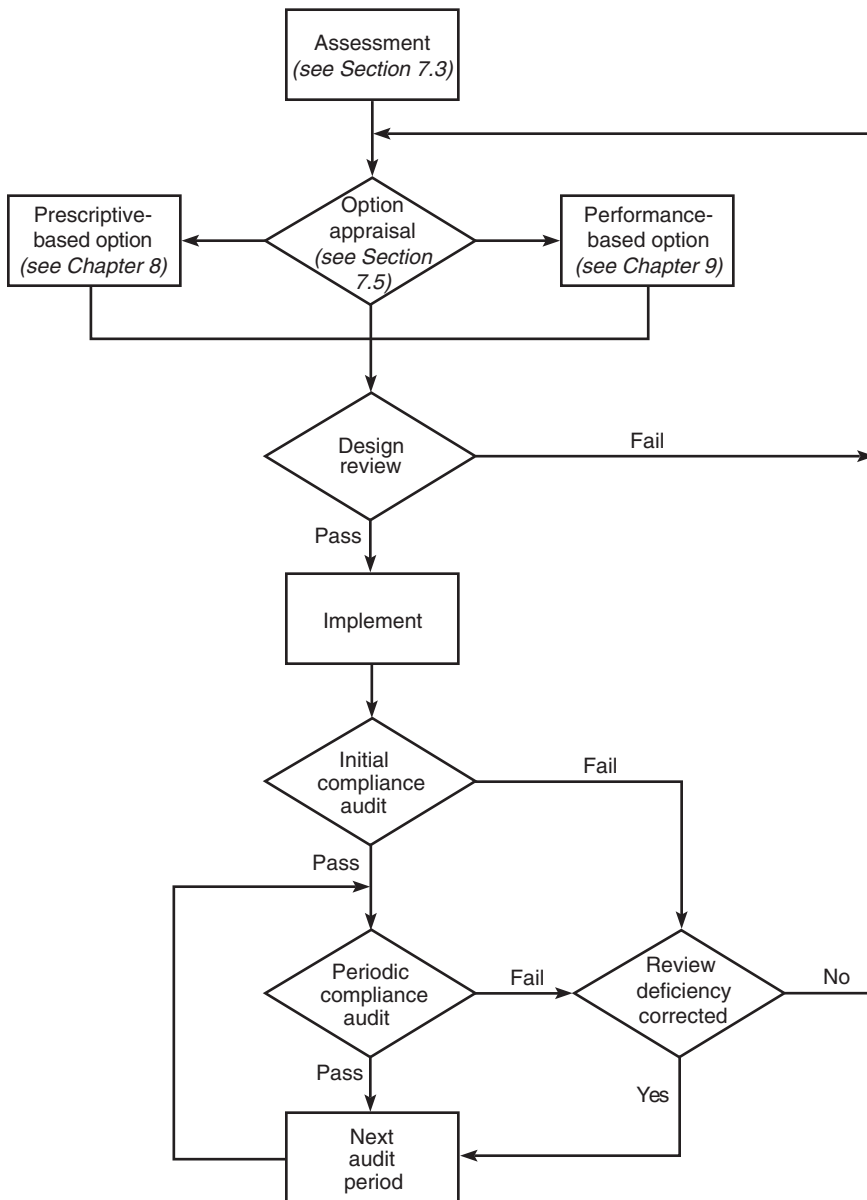 Assessment
(see Section 7.3)
Prescriptive-
based option
(see Chapter 8)
Option
appraisal
(see Section
7.5)
Performance-
based option
(see Chapter 9)
Design
review
Fail
Pass
Implement
Initial
compliance
audit
Fail
Pass
Periodic
compliance
audit
Fail
Review
deficiency
corrected
No
Pass
Yes
Next
audit
period